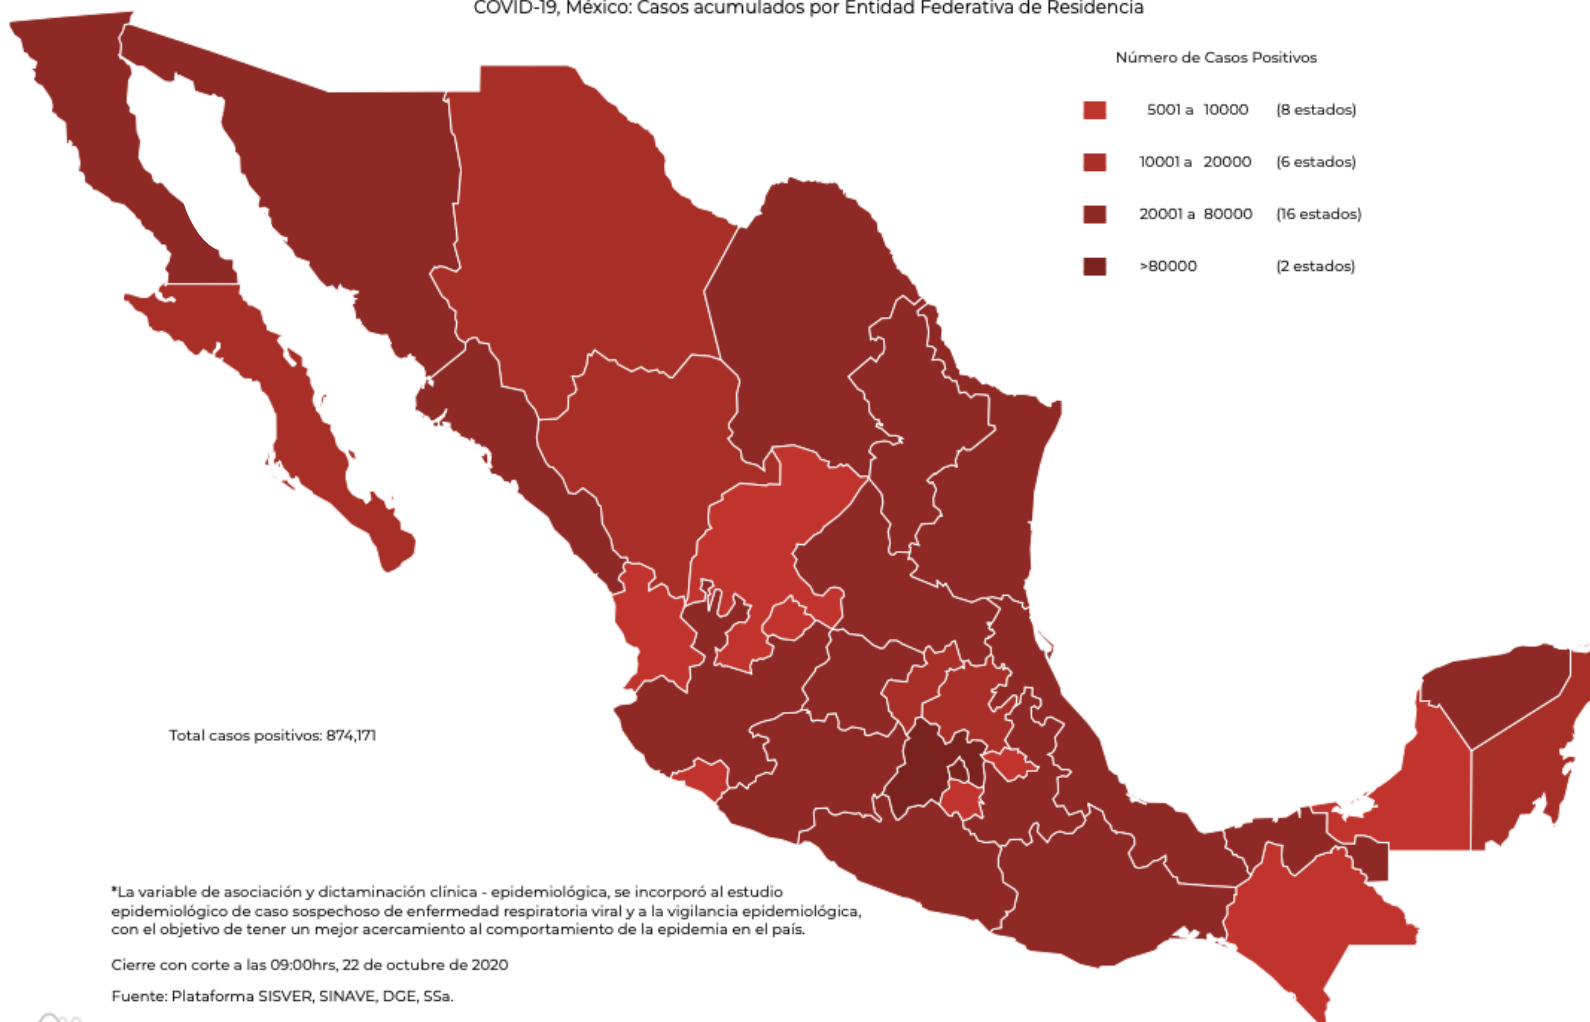 COVID-19, México: Casos acumulados por Entidad Federativa de Residencia
Número de Casos Positivos
5001 a 10000 (8 estados)
10001 a 20000 (6 estados)
20001 a 80000 (16 estados)
>80000 (2 estados)
Total casos positivos: 874,171
*La variable de asociación y dictaminación clínica - epidemiológica, se incorporó al estudio
epidemiológico de caso sospechoso de enfermedad respiratoria viral y a la vigilancia epidemiológica,
con el objetivo de tener un mejor acercamiento al comportamiento de la epidemia en el país.
Cierre con corte a las 09:00hrs, 22 de octubre de 2020
Fuente: Plataforma SISVER, SINAVE, DGE, SSa.